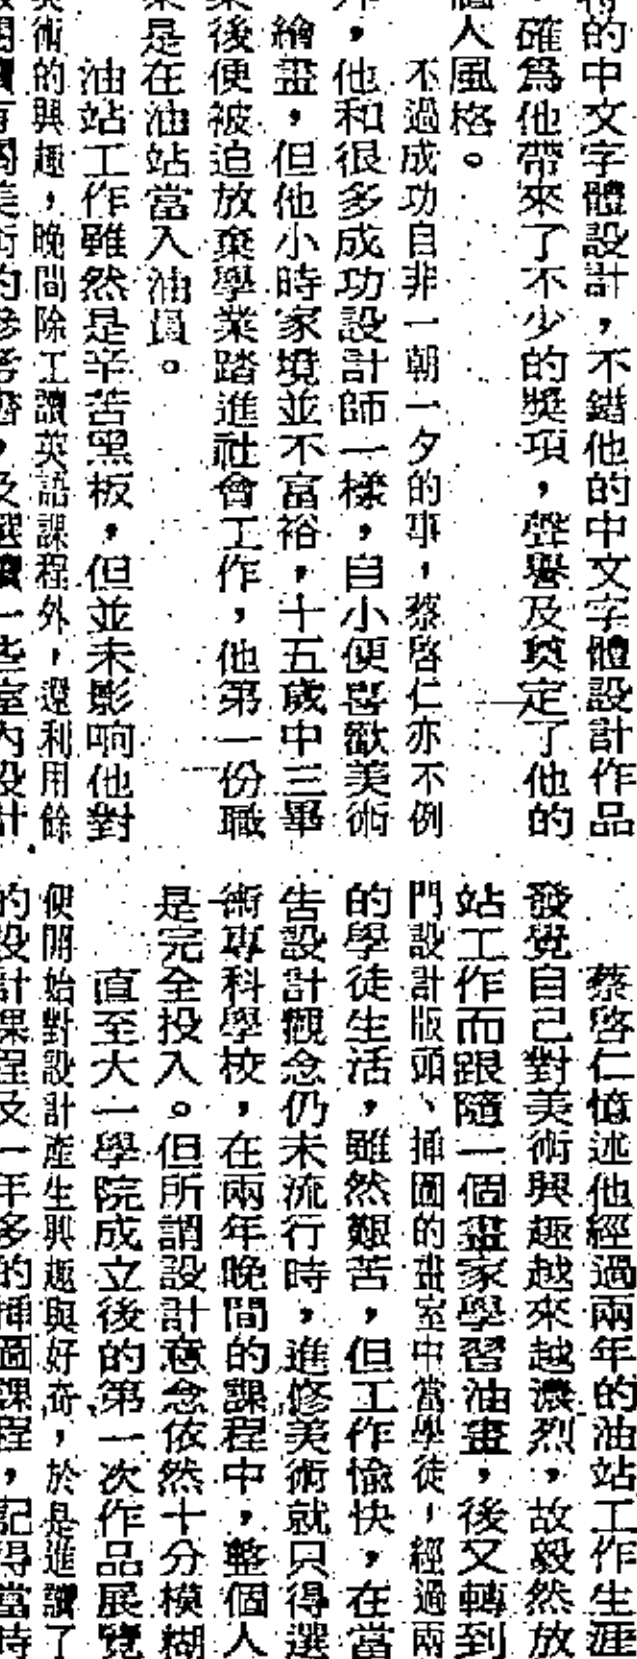 的中文字體設計，不錯他的中文字體設計作品
確為他帶來了不少的獎項，聲譽及奠定了他的
人風格。
不過成功自非一朝一夕的事，蔡啓仁亦不例
，他和很多成功設計師一樣，自小便喜歡美術
繪畫，但他小時家境並不富裕，十五歲中三畢
後便被迫放棄學業踏進社會工作，他第一份職
是在油站當入油員。
油站工作雖然是辛苦黑板，但並未影响他對
術的興趣，晚間除工讀英語課程外，還利用餘
，及選讀一些室內設計
蔡啓仁憶述他經過兩年的油站工作生涯
發覺自己對美術興趣越來越濃烈，故毅然放
站工作而跟隨一個畫家學習油畫，後又轉到
門設計版頭、挿圖的畫室中當學徒，經過兩
的學徒生活，雖然艱苦，但工作愉快，在當
告設計觀念仍未流行時，進修美術就只得選
術專科學校，在兩年晚間的課程中，整個人
是完全投入。但所謂設計意念依然十分模糊
直至大一學院成立後的第一次作品展覽
便開始對設計產生興趣與好奇，於是進讀了
的設計課程及一年多的挿圖課程，記得當時